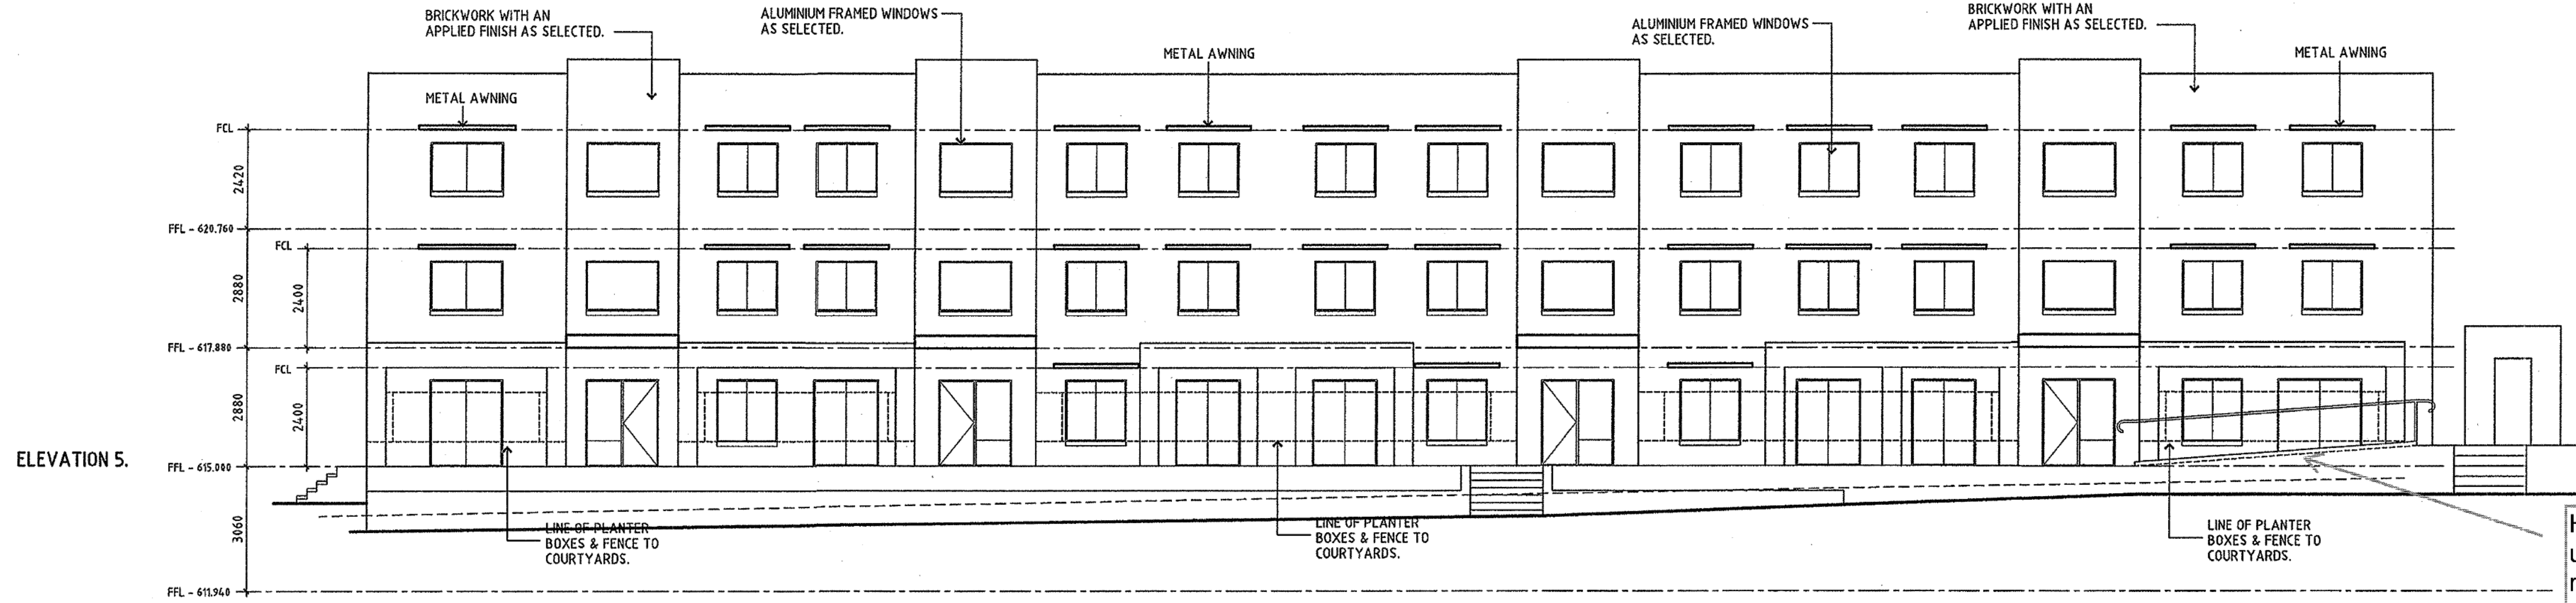 BRICKWORK WITH AN
APPLIED FINISH AS SELECTED.
ALUMINIUM FRAMED WINDOWS
AS SELECTED.
METAL AWNING
ALUMINIUM FRAMED WINDOWS
AS SELECTED.
BRICKWORK WITH AN
APPLIED FINISH AS SELECTED.
METAL AWNING
METAL AWNING
FCL
2420
FFL - 620.760
FCL
2880
2400
FFL - 617.880
FCL
2880
2400
ELEVATION 5.
FFL - 615.000
3060
LINE OF PLANTER
BOXES & FENCE TO
COURTYARDS.
LINE OF PLANTER
BOXES & FENCE TO
COURTYARDS.
LINE OF PLANTER
BOXES & FENCE TO
COURTYARDS.
FFL - 611.940